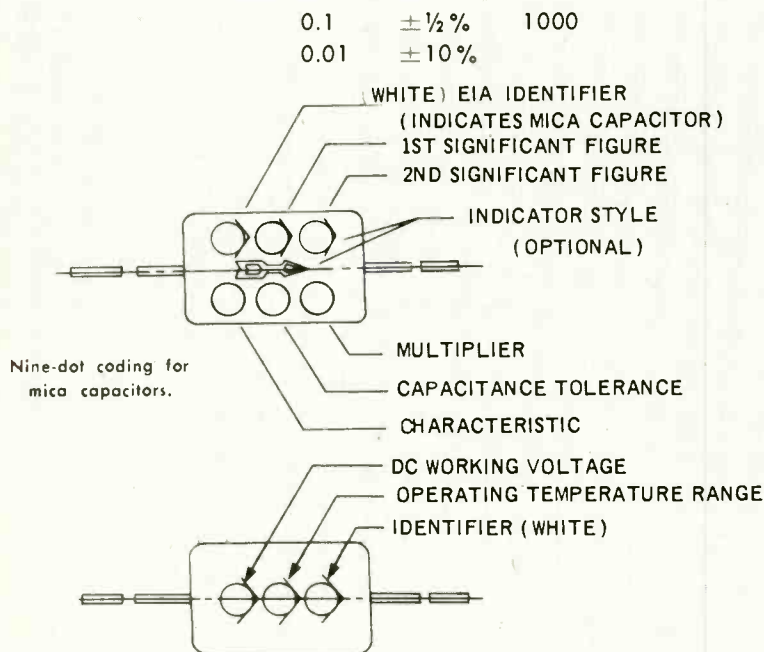 0.1 ±½% 1000
0.01 ±10%
(WHITE) EIA IDENTIFIER
(INDICATES MICA CAPACITOR)
1ST SIGNIFICANT FIGURE
2ND SIGNIFICANT FIGURE
INDICATOR STYLE
(OPTIONAL)
MULTIPLIER
Nine-dot coding for
mica capacitors.
CAPACITANCE TOLERANCE
CHARACTERISTIC
DC WORKING VOLTAGE
OPERATING TEMPERATURE RANGE
IDENTIFIER (WHITE)